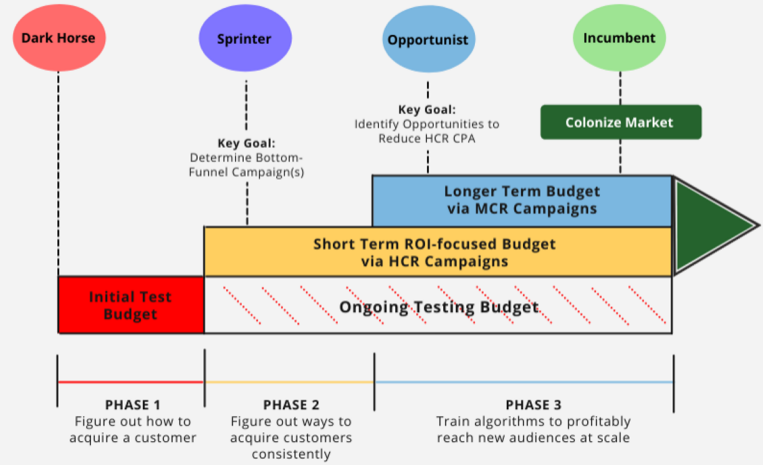 Dark Horse
Sprinter
Opportunist
Incumbent
Key Goal:
Determine Bottom-
Funnel Campaign(s)
Key Goal:
Identify Opportunities to
Reduce HCR CPA
Colonize Market
Longer Term Budget
via MCR Campaigns
Short Term ROI-focused Budget
via HCR Campaigns
Initial Test
Budget
Ongoing Testing Budget
PHASE 1
Figure out how to
acquire a customer
PHASE 2
Figure out ways to
acquire customers
consistently
PHASE 3
Train algorithms to profitably
reach new audiences at scale